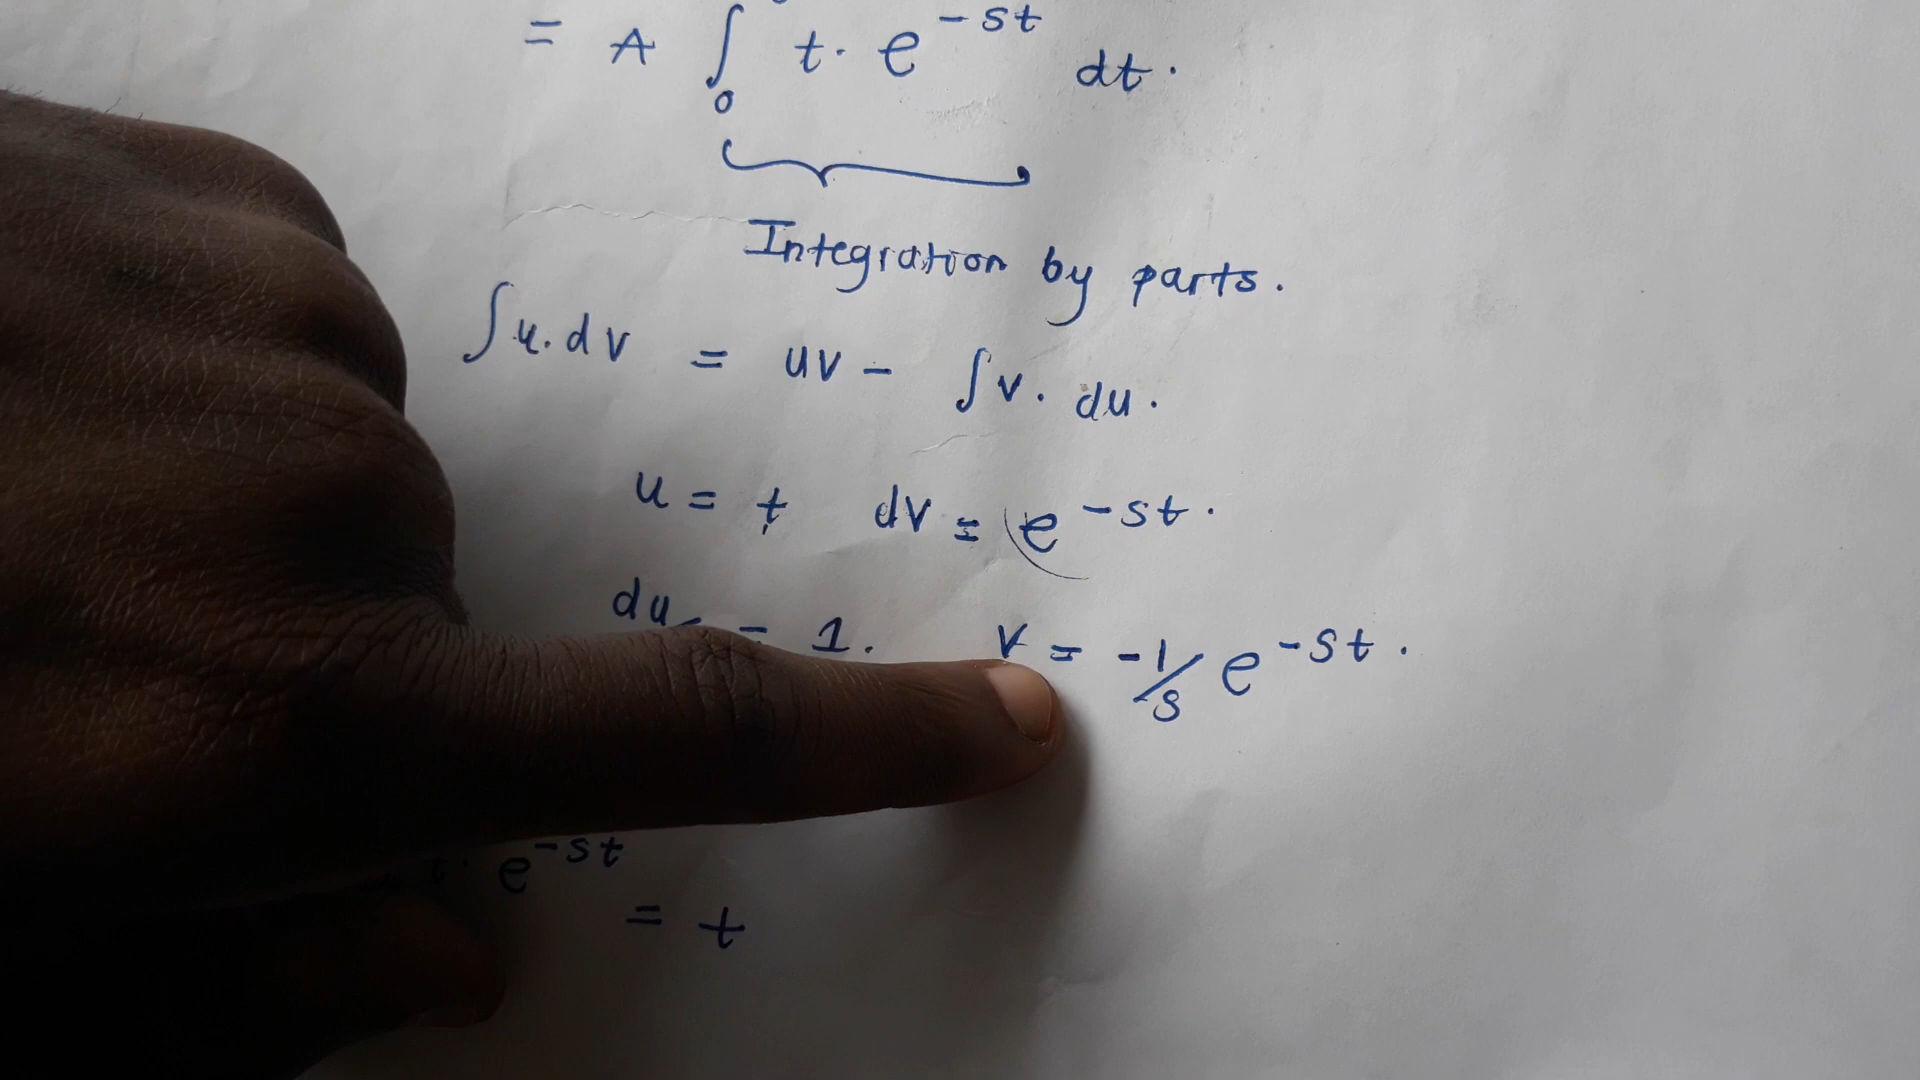 = A ∫₀ t· e^{-st} dt.
Integration by parts.
∫u.dv = uv - ∫v. du.
u = t dv = e^{-st}.
du = 1. v = -1/s e^{-st}.
t· e^{-st}
= t